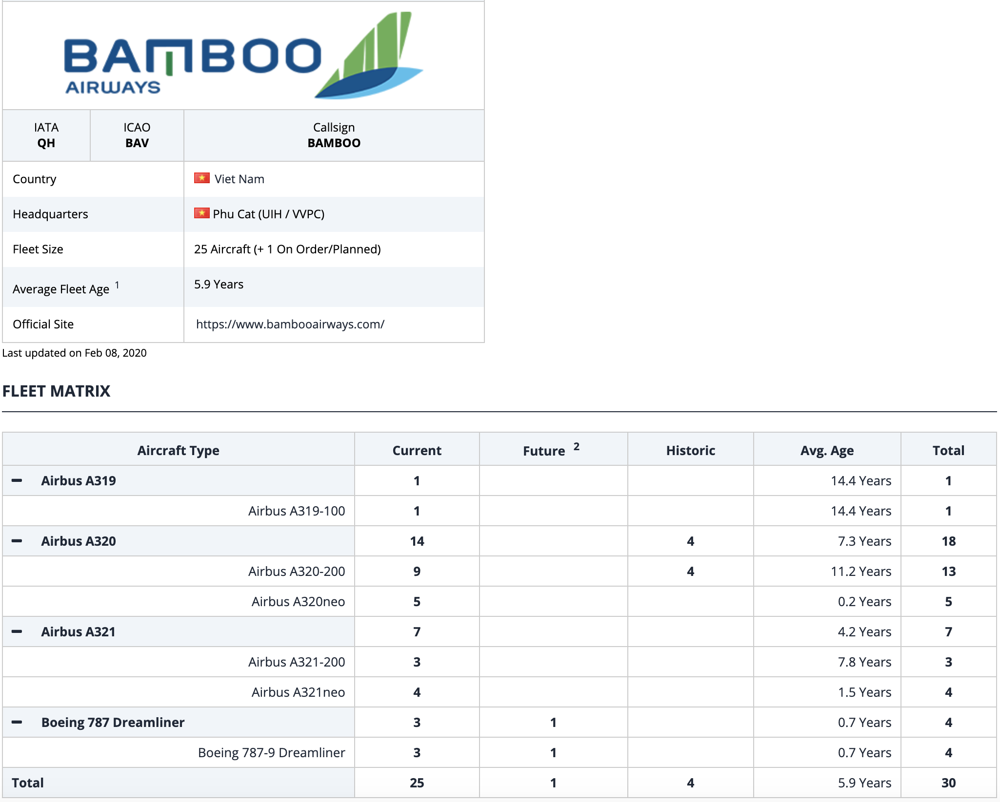 BAMBOO
AIRWAYS
IATA ICAO Callsign
QH BAV BAMBOO
Country Viet Nam
Headquarters Phu Cat (UIH / VVPC)
Fleet Size 25 Aircraft (+ 1 On Order/Planned)
Average Fleet Age 1 5.9 Years
Official Site https://www.bambooairways.com/
Last updated on Feb 08, 2020
FLEET MATRIX
Aircraft Type Current Future 2 Historic Avg. Age Total
Airbus A319 1 14.4 Years 1
Airbus A319-100 1 14.4 Years 1
Airbus A320 14 4 7.3 Years 18
Airbus A320-200 9 4 11.2 Years 13
Airbus A320neo 5 0.2 Years 5
Airbus A321 7 4.2 Years 7
Airbus A321-200 3 7.8 Years 3
Airbus A321neo 4 1.5 Years 4
Boeing 787 Dreamliner 3 1 0.7 Years 4
Boeing 787-9 Dreamliner 3 1 0.7 Years 4
Total 25 1 4 5.9 Years 30